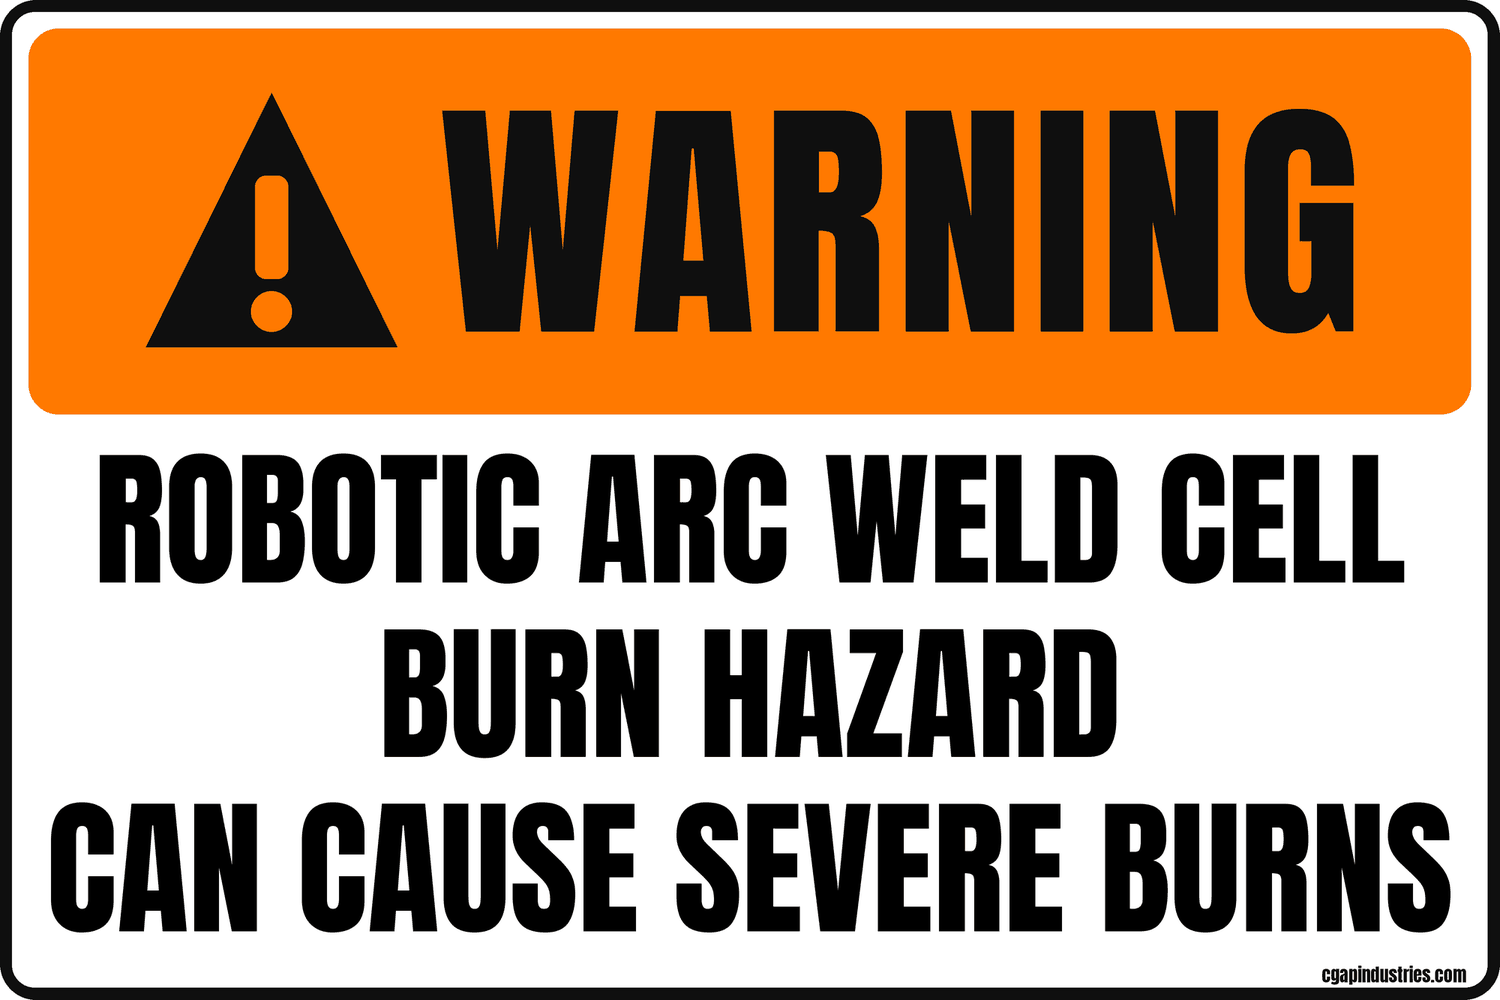 WARNING
ROBOTIC ARC WELD CELL
BURN HAZARD
CAN CAUSE SEVERE BURNS
cgapindustries.com